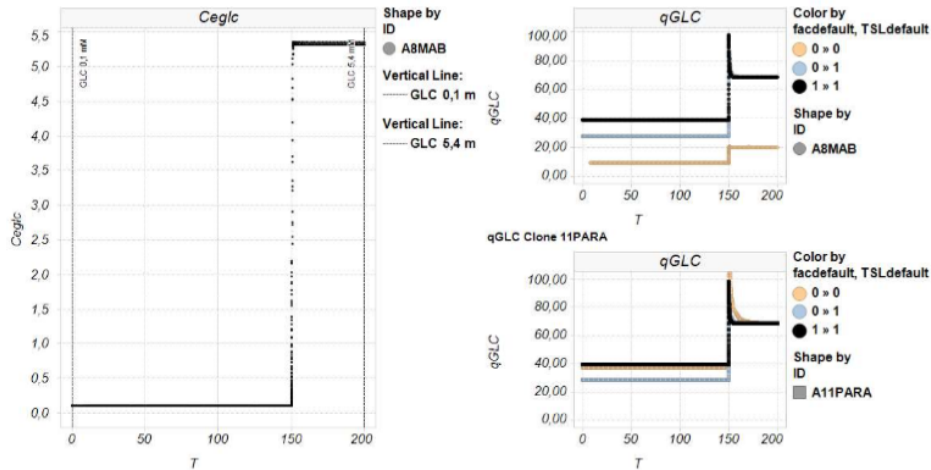 Ceglc
5,5
5,0
4,5
4,0
3,5
3,0
2,5
2,0
1,5
1,0
0,5
0,0
Ceglc
GLC 0,1 mM
GLC 5,4 mM
0 50 100 150 200
T
Shape by
ID
A8MAB
Vertical Line:
GLC 0,1 m
Vertical Line:
GLC 5,4 m
qGLC
100,00
80,00
60,00
40,00
20,00
0,00
qGLC
0 50 100 150 200
T
Color by
facdefault, TSLdefault
0 » 0
0 » 1
1 » 1
Shape by
ID
A8MAB
qGLC Clone 11PARA
qGLC
100,00
80,00
60,00
40,00
20,00
0,00
qGLC
0 50 100 150 200
T
Color by
facdefault, TSLdefault
0 » 0
0 » 1
1 » 1
Shape by
ID
A11PARA